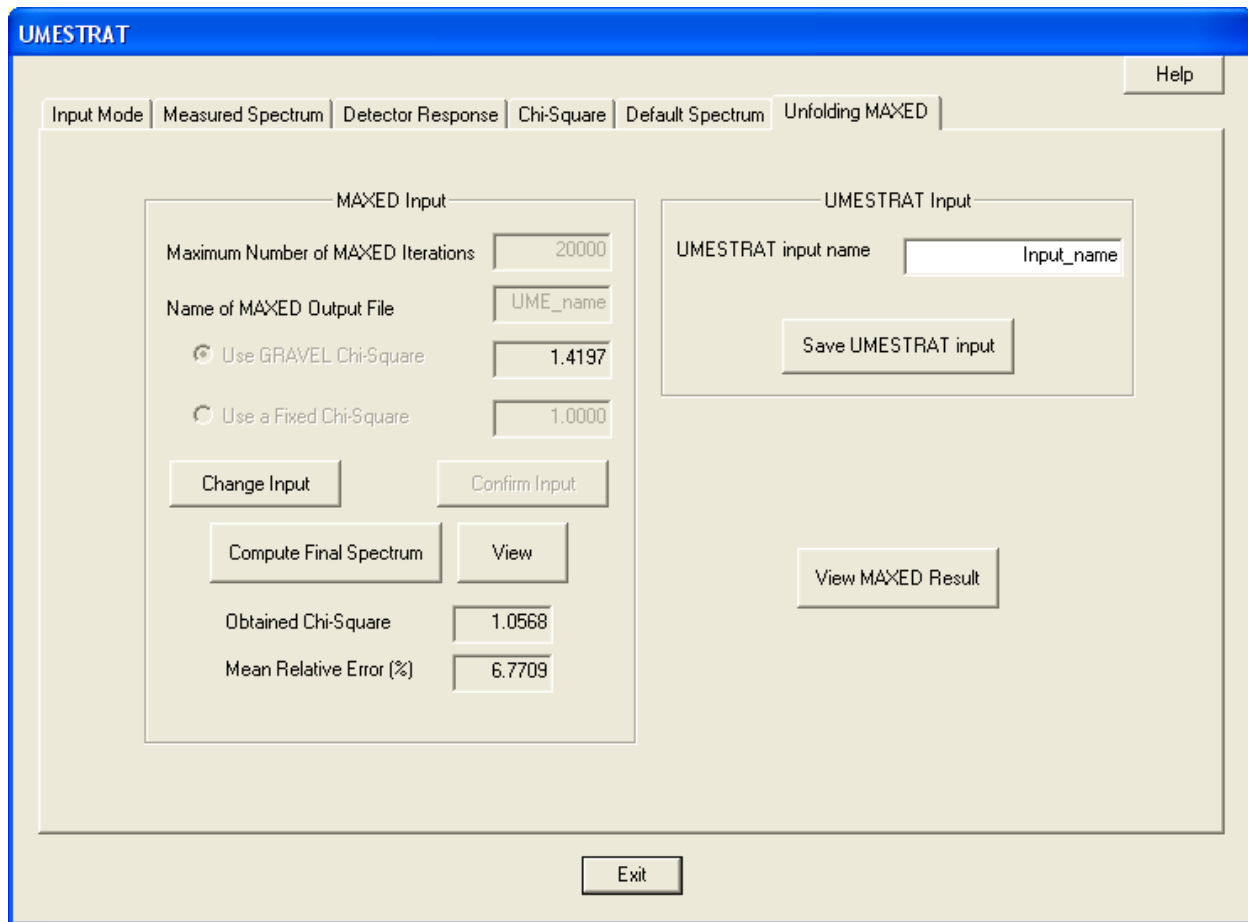 UMESTRAT
Help
Input Mode Measured Spectrum Detector Response Chi-Square Default Spectrum Unfolding MAXED
MAXED Input
Maximum Number of MAXED Iterations 20000
Name of MAXED Output File UME_name
Use GRAVEL Chi-Square 1.4197
Use a Fixed Chi-Square 1.0000
Change Input Confirm Input
Compute Final Spectrum View
Obtained Chi-Square 1.0568
Mean Relative Error (%) 6.7709
UMESTRAT Input
UMESTRAT input name Input_name
Save UMESTRAT input
View MAXED Result
Exit